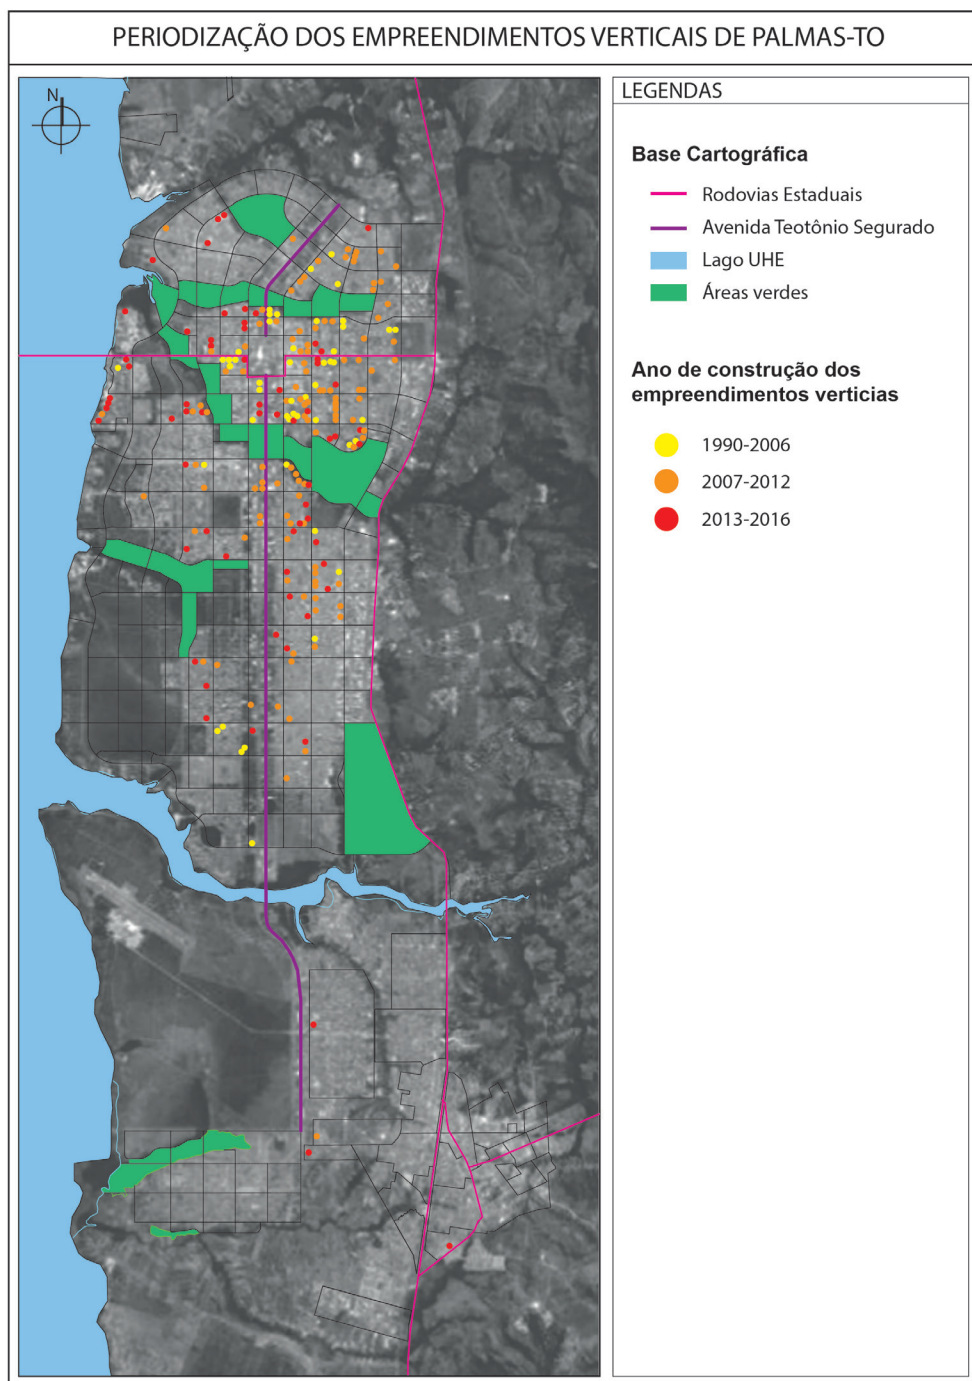 PERIODIZAÇÃO DOS EMPREENDIMENTOS VERTICAIS DE PALMAS-TO
N
LEGENDAS
Base Cartográfica
Rodovias Estaduais
Avenida Teotônio Segurado
Lago UHE
Áreas verdes
Ano de construção dos
empreendimentos verticias
1990-2006
2007-2012
2013-2016